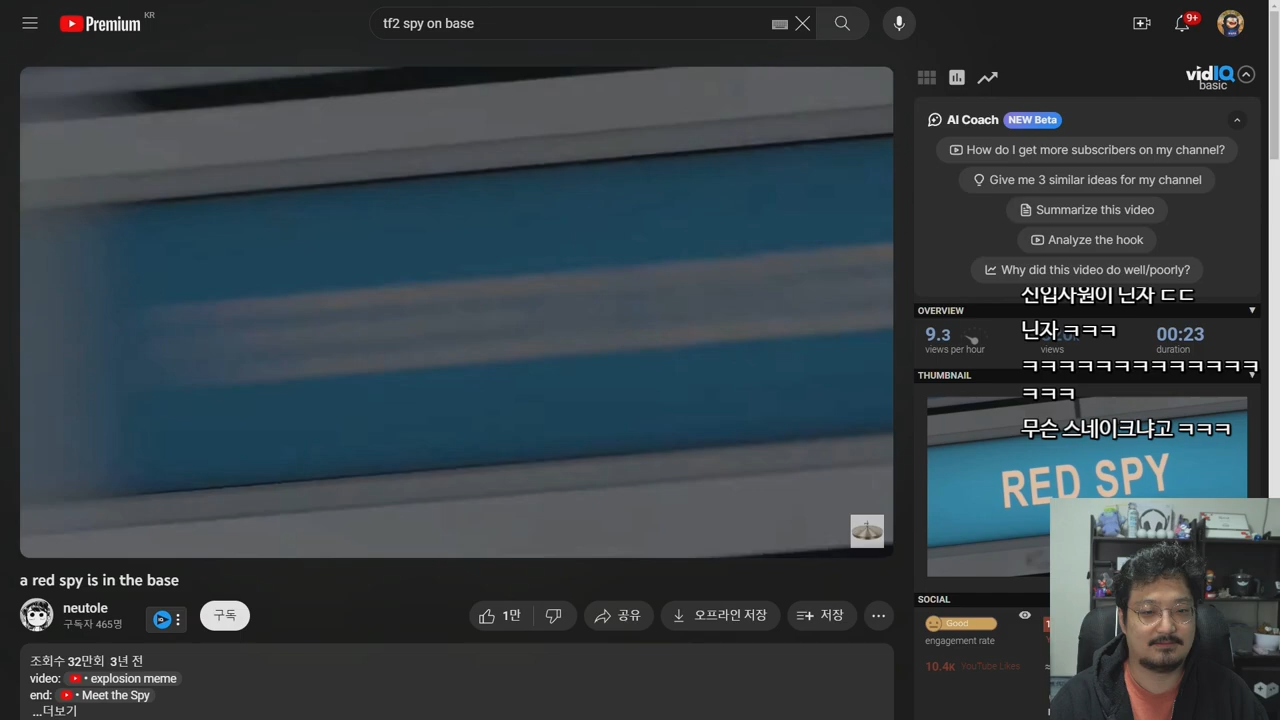 Premium KR
tf2 spy on base
9+
vidIQ
basic
AI Coach NEW Beta
How do I get more subscribers on my channel?
Give me 3 similar ideas for my channel
Summarize this video
Analyze the hook
Why did this video do well/poorly?
신입사원이 닌자 ㄷㄷ
OVERVIEW
닌자 ㅋㅋㅋ
9.3
00:23
views per hour
views
duration
ㅋㅋㅋㅋㅋㅋㅋㅋㅋㅋㅋㅋㅋ
THUMBNAIL
ㅋㅋㅋ
무슨 스네이크냐고 ㅋㅋㅋ
RED SPY
a red spy is in the base
neutole
구독자 465명
구독
1만
공유
오프라인 저장
저장
SOCIAL
Good
engagement rate
10.4K YouTube Likes
조회수 32만회 3년 전
video: • explosion meme
end: • Meet the Spy
...더보기